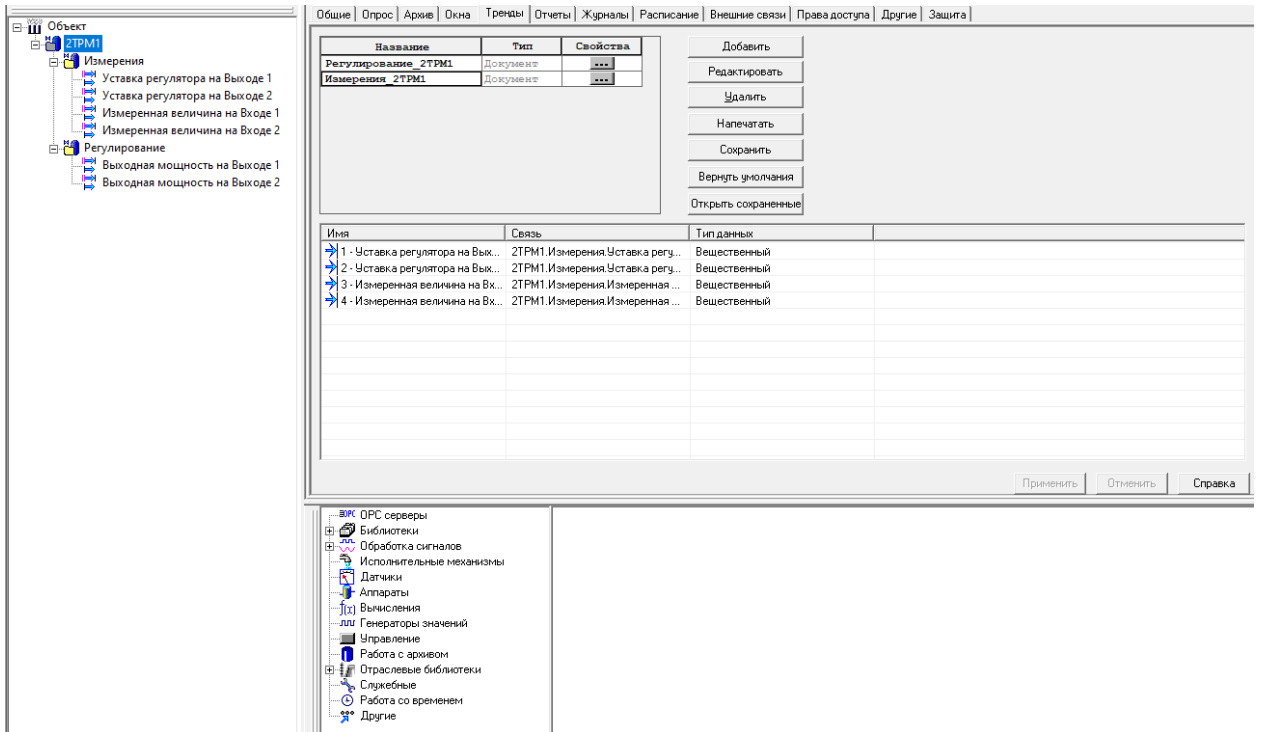 Объект
2ТРМ1
Измерения
Уставка регулятора на Выходе 1
Уставка регулятора на Выходе 2
Измеренная величина на Входе 1
Измеренная величина на Входе 2
Регулирование
Выходная мощность на Выходе 1
Выходная мощность на Выходе 2
Общие Опрос Архив Окна Тренды Отчеты Журналы Расписание Внешние связи Права доступа Другие Защита
Название Тип Свойства
Регулирование_2ТРМ1 Документ ...
Измерения_2ТРМ1 Документ ...
Добавить
Редактировать
Удалить
Напечатать
Сохранить
Вернуть умолчания
Открыть сохраненные
Имя Связь Тип данных
1 - Уставка регулятора на Вых... 2ТРМ1.Измерения.Уставка регу... Вещественный
2 - Уставка регулятора на Вых... 2ТРМ1.Измерения.Уставка регу... Вещественный
3 - Измеренная величина на Вх... 2ТРМ1.Измерения.Измеренная ... Вещественный
4 - Измеренная величина на Вх... 2ТРМ1.Измерения.Измеренная ... Вещественный
Применить Отменить Справка
OPC серверы
Библиотеки
Обработка сигналов
Исполнительные механизмы
Датчики
Аппараты
f(x) Вычисления
Генераторы значений
Управление
Работа с архивом
Отраслевые библиотеки
Служебные
Работа со временем
Другие